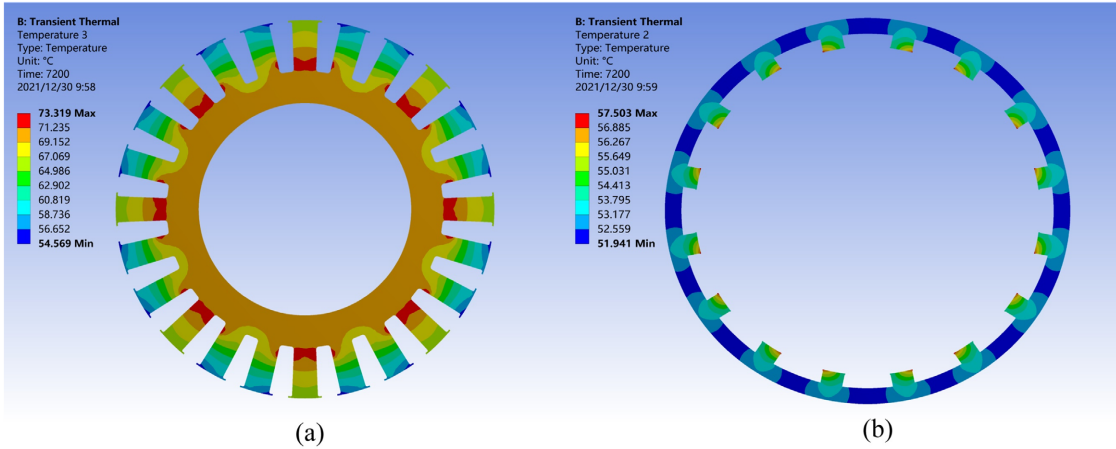 B: Transient Thermal
Temperature 3
Type: Temperature
Unit: °C
Time: 7200
2021/12/30 9:58
73.319 Max
71.235
69.152
67.069
64.986
62.902
60.819
58.736
56.652
54.569 Min
(a)
B: Transient Thermal
Temperature 2
Type: Temperature
Unit: °C
Time: 7200
2021/12/30 9:59
57.503 Max
56.885
56.267
55.649
55.031
54.413
53.795
53.177
52.559
51.941 Min
(b)